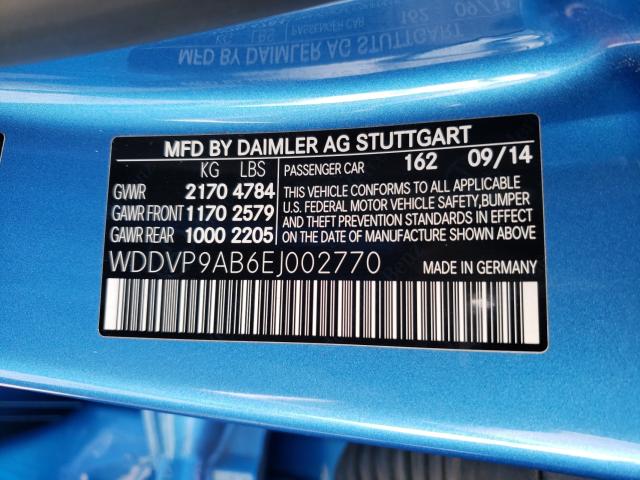 MFD BY DAIMLER AG STUTTGART
KG LBS PASSENGER CAR 162 09/14
GVWR 2170 4784
GAWR FRONT 1170 2579
GAWR REAR 1000 2205
THIS VEHICLE CONFORMS TO ALL APPLICABLE
U.S. FEDERAL MOTOR VEHICLE SAFETY, BUMPER
AND THEFT PREVENTION STANDARDS IN EFFECT
ON THE DATE OF MANUFACTURE SHOWN ABOVE.
WDDVP9AB6EJ002770 MADE IN GERMANY